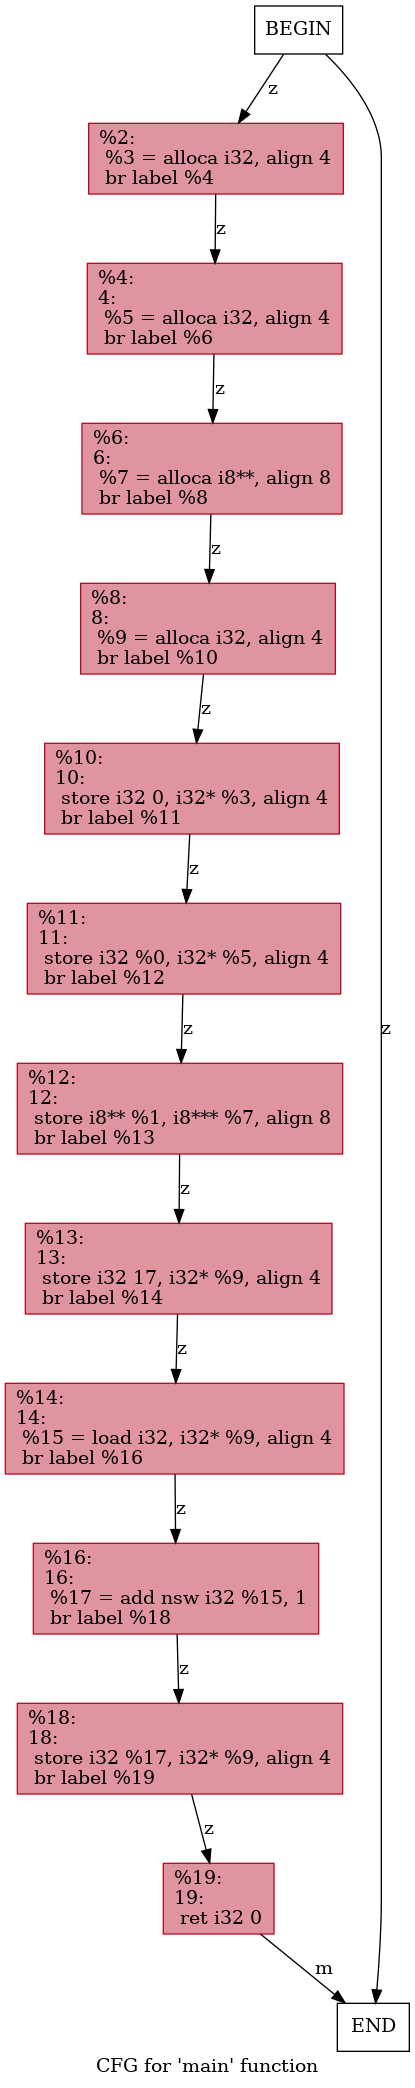 BEGIN
z
%2:
%3 = alloca i32, align 4
br label %4
z
%4:
4:
%5 = alloca i32, align 4
br label %6
z
%6:
6:
%7 = alloca i8**, align 8
br label %8
z
%8:
8:
%9 = alloca i32, align 4
br label %10
z
%10:
10:
store i32 0, i32* %3, align 4
br label %11
z
%11:
11:
store i32 %0, i32* %5, align 4
br label %12
z
z
%12:
12:
store i8** %1, i8*** %7, align 8
br label %13
z
%13:
13:
store i32 17, i32* %9, align 4
br label %14
z
%14:
14:
%15 = load i32, i32* %9, align 4
br label %16
z
%16:
16:
%17 = add nsw i32 %15, 1
br label %18
z
%18:
18:
store i32 %17, i32* %9, align 4
br label %19
z
%19:
19:
ret i32 0
m
END
CFG for 'main' function